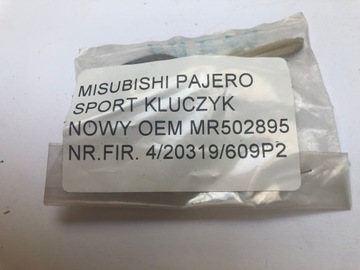 MISUBISHI PAJERO
SPORT KLUCZYK
NOWY OEM MR502895
NR.FIR. 4/20319/609P2